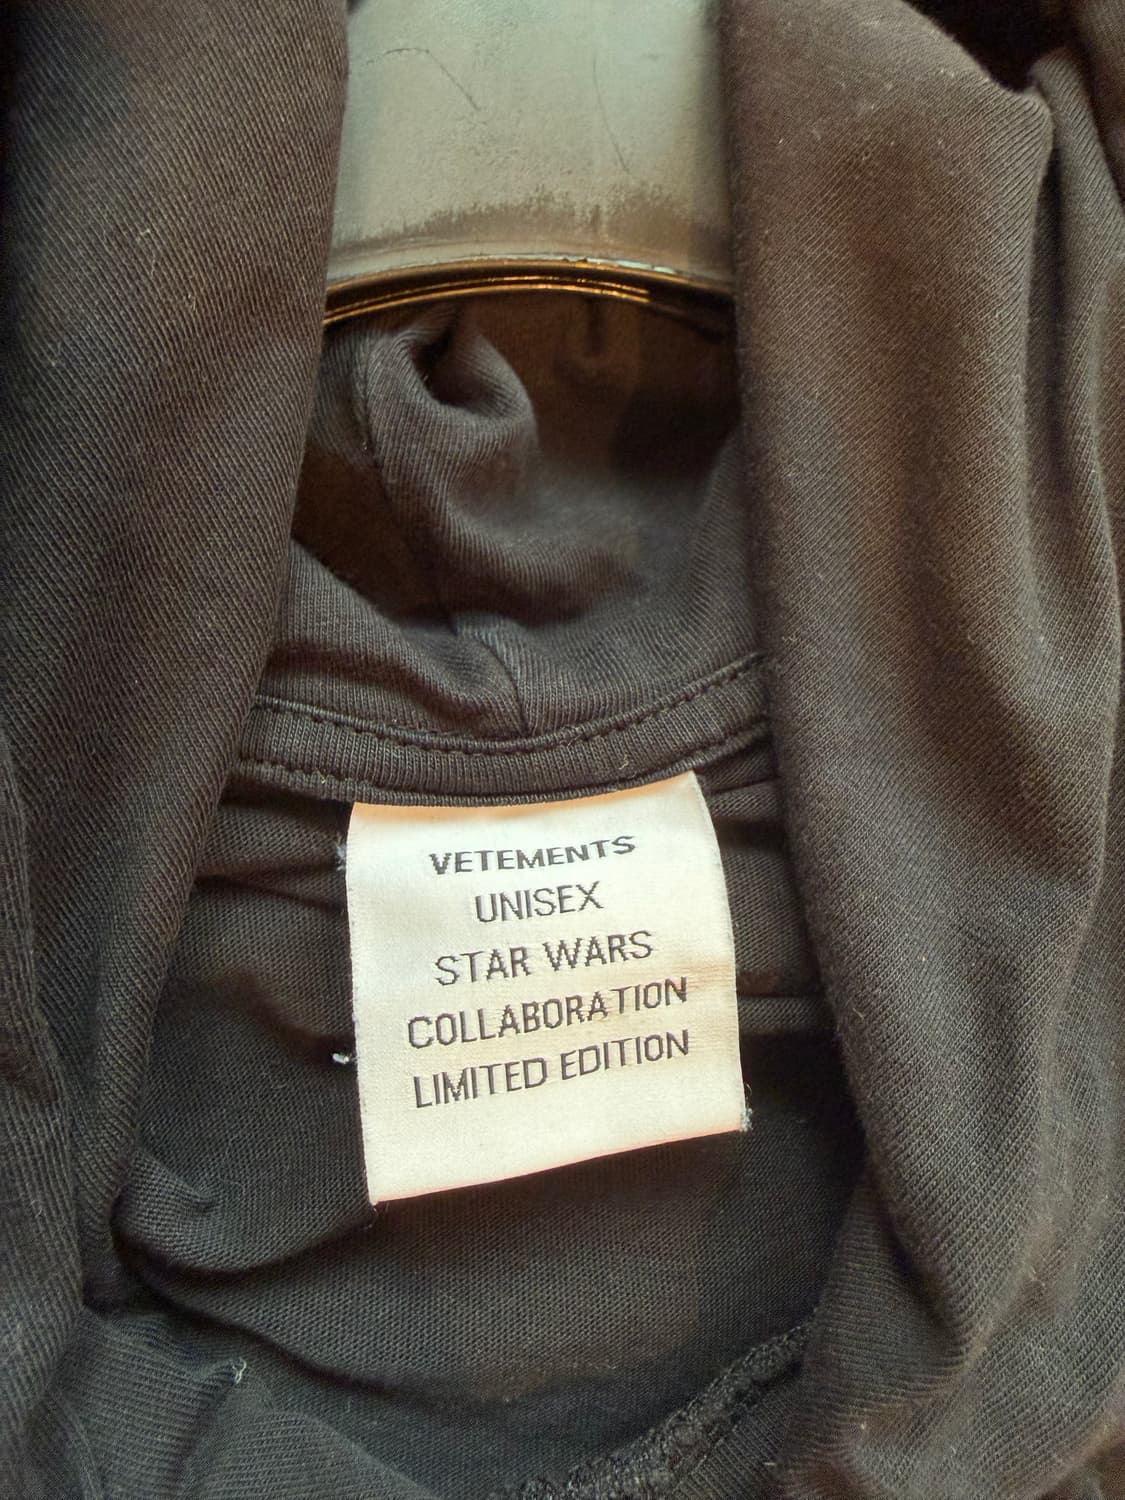 VETEMENTS
UNISEX
STAR WARS
COLLABORATION
LIMITED EDITION